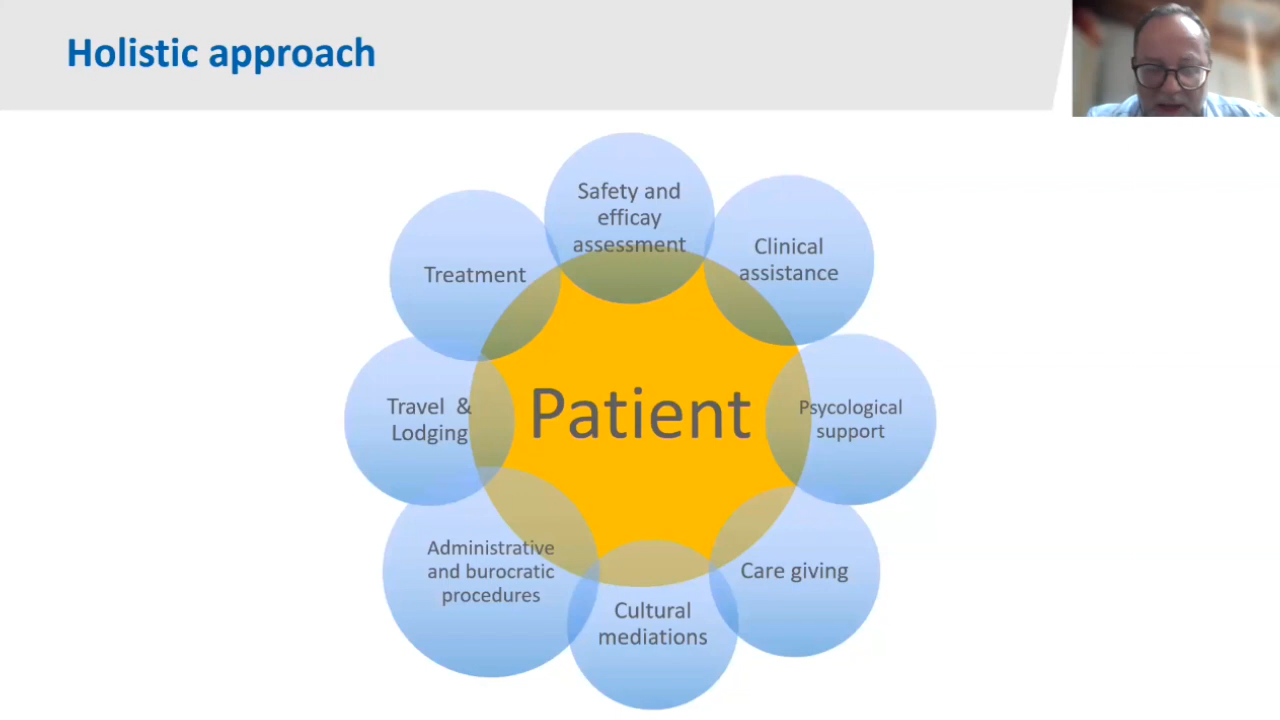 Holistic approach
Safety and
efficay
assessment
Clinical
assistance
Treatment
Patient
Travel &
Lodging
Psycological
support
Administrative
and burocratic
procedures
Care giving
Cultural
mediations